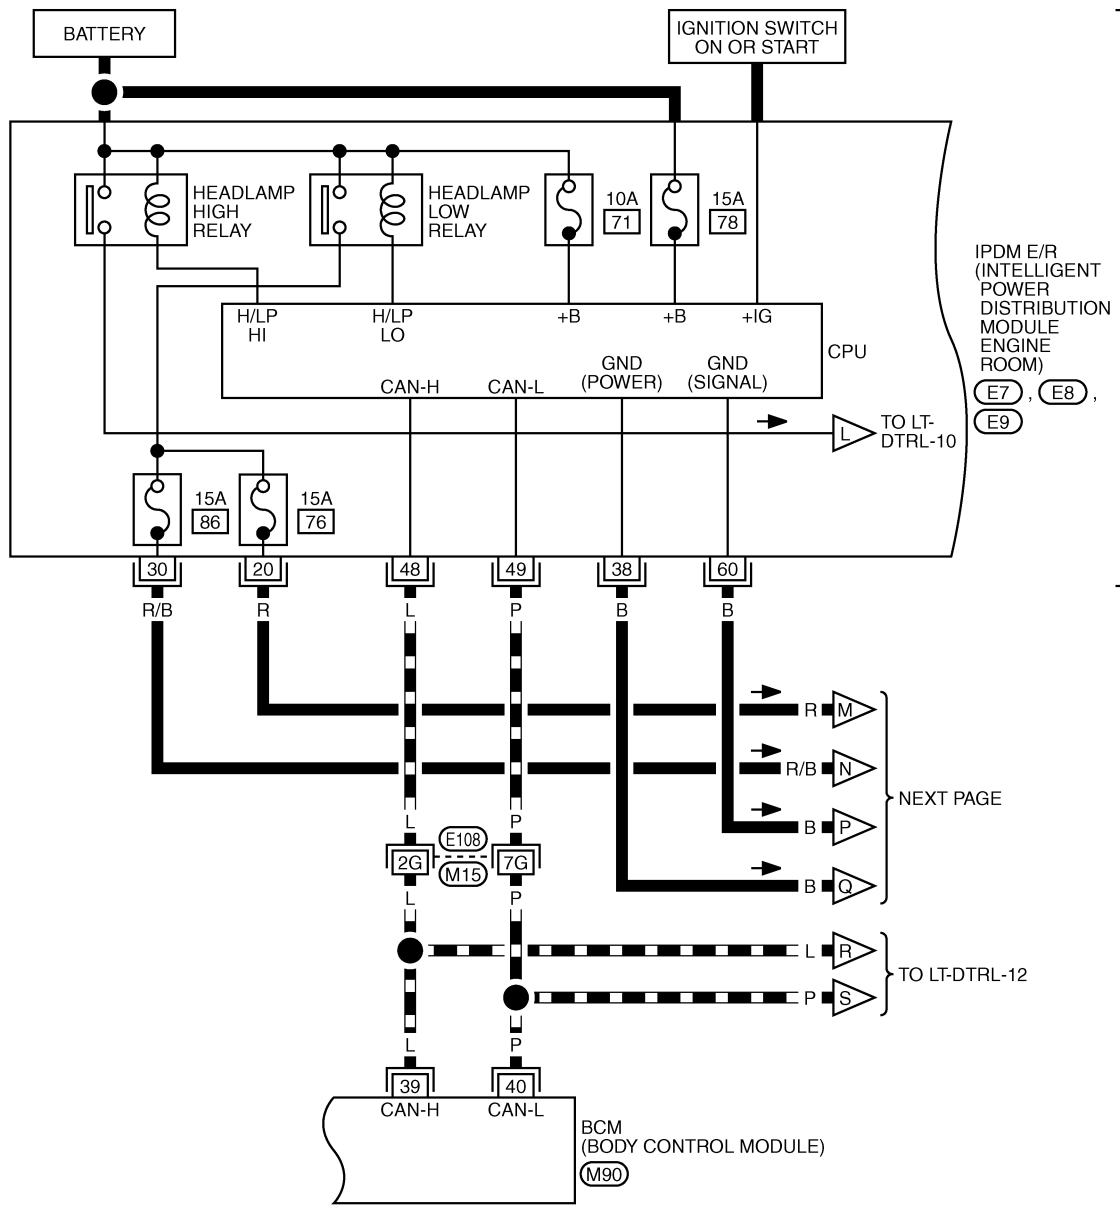 BATTERY
IGNITION SWITCH
ON OR START
HEADLAMP
HIGH
RELAY
HEADLAMP
LOW
RELAY
10A
71
15A
78
IPDM E/R
(INTELLIGENT
POWER
DISTRIBUTION
MODULE
ENGINE
ROOM)
E7 , E8 ,
E9
H/LP
HI
H/LP
LO
+B
+B
+IG
CPU
CAN-H
CAN-L
GND
(POWER)
GND
(SIGNAL)
L
TO LT-
DTRL-10
15A
86
15A
76
30
20
48
49
38
60
R/B
R
L
P
B
B
R
M
R/B
N
B
P
B
Q
NEXT PAGE
L
P
2G
E108
M15
7G
L
P
L
R
P
S
TO LT-DTRL-12
L
P
39
40
CAN-H
CAN-L
BCM
(BODY CONTROL MODULE)
M90